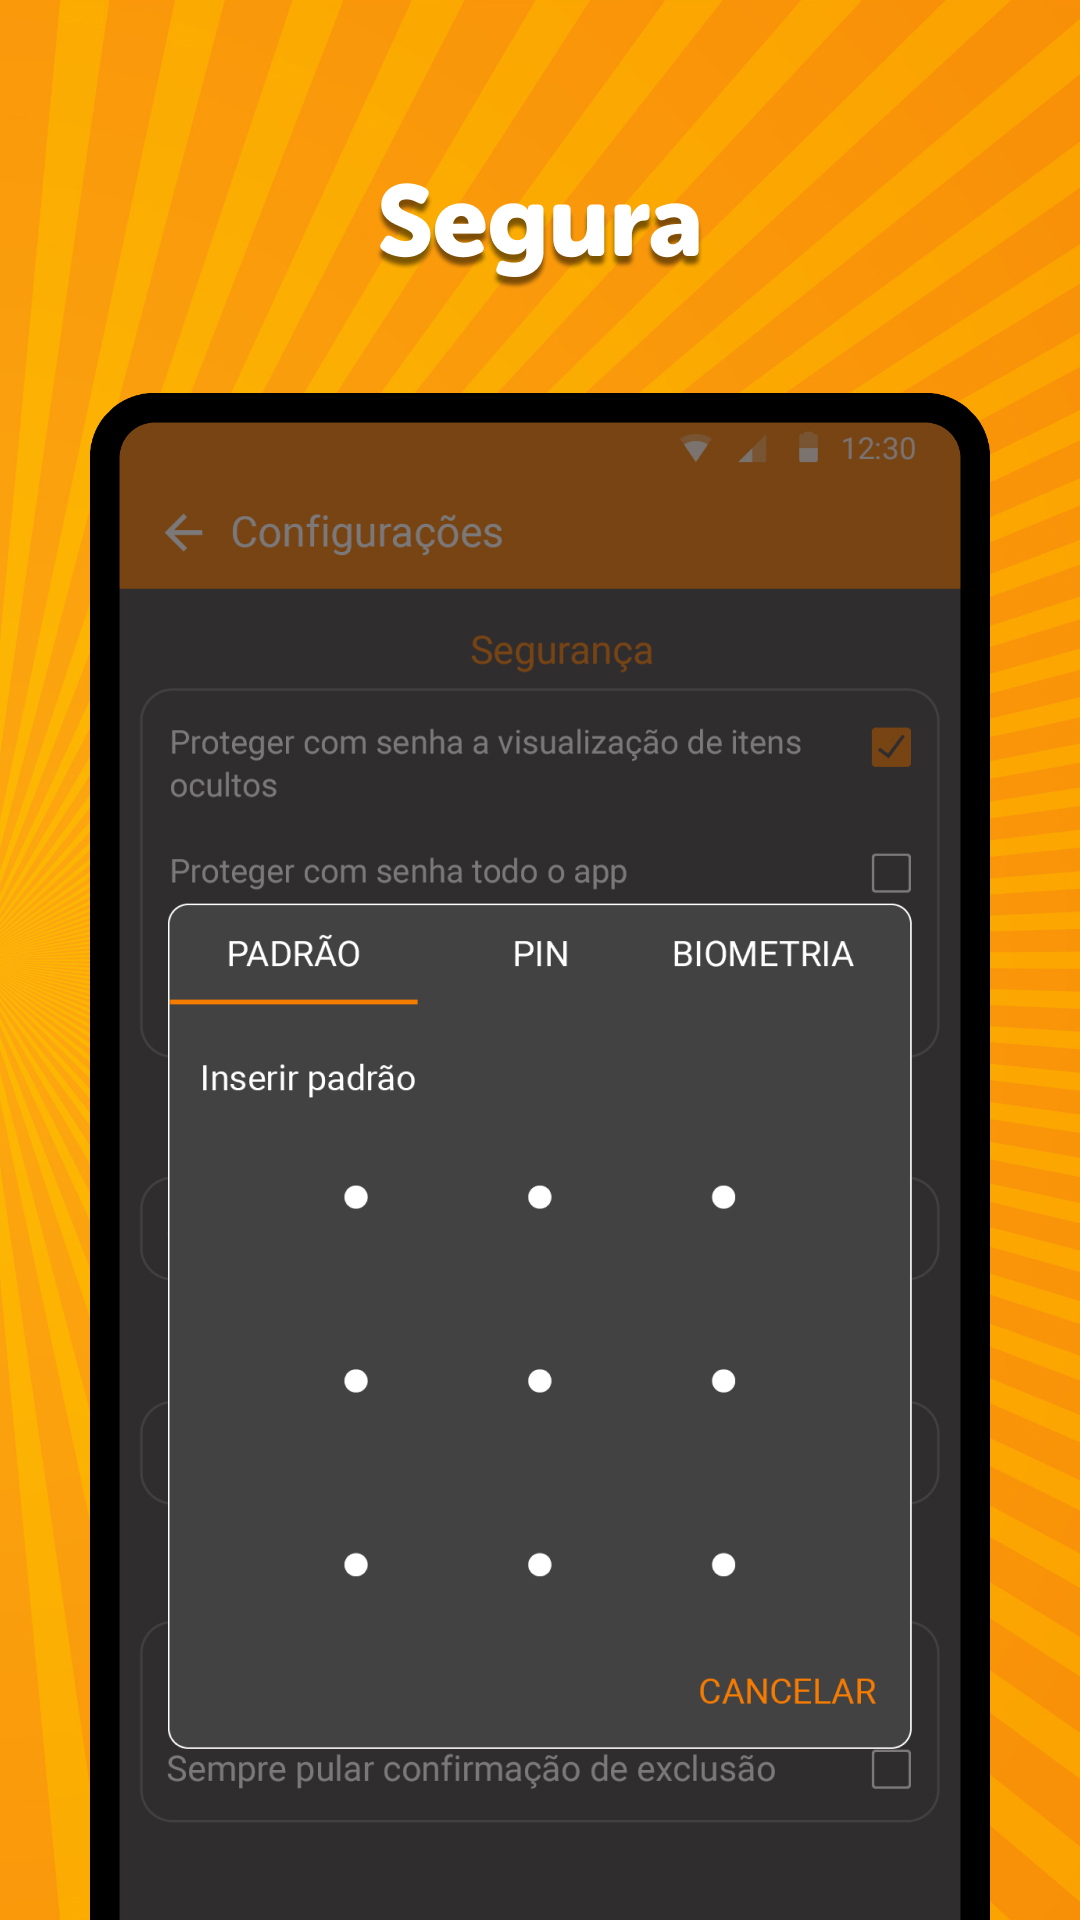 Segura
12:30
Configurações
Segurança
Proteger com senha a visualização de itens
ocultos
Proteger com senha todo o app
PADRÃO PIN BIOMETRIA
Inserir padrão
CANCELAR
Sempre pular confirmação de exclusão